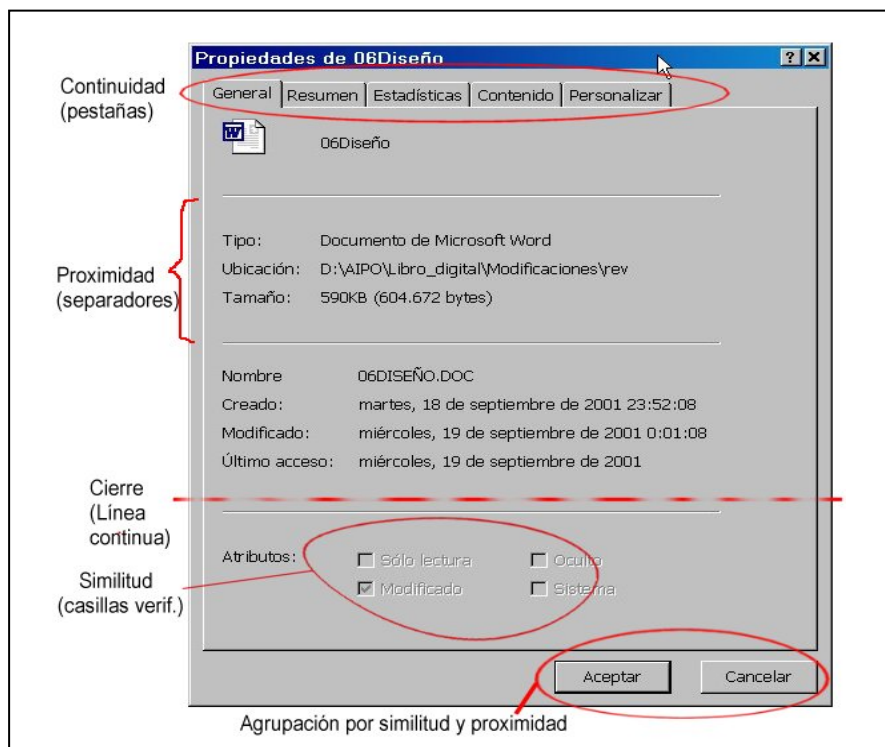 Propiedades de 06Diseño
Continuidad
(pestañas)
General Resumen Estadísticas Contenido Personalizar
06Diseño
Proximidad
(separadores)
Tipo: Documento de Microsoft Word
Ubicación: D:\AIPO\Libro_digital\Modificaciones\rev
Tamaño: 590KB (604.672 bytes)
Nombre 06DISEÑO.DOC
Creado: martes, 18 de septiembre de 2001 23:52:08
Modificado: miércoles, 19 de septiembre de 2001 0:01:08
Último acceso: miércoles, 19 de septiembre de 2001
Cierre
(Línea
continua)
Atributos: Sólo lectura Oculto
Modificado Sistema
Similitud
(casillas verif.)
Aceptar Cancelar
Agrupación por similitud y proximidad